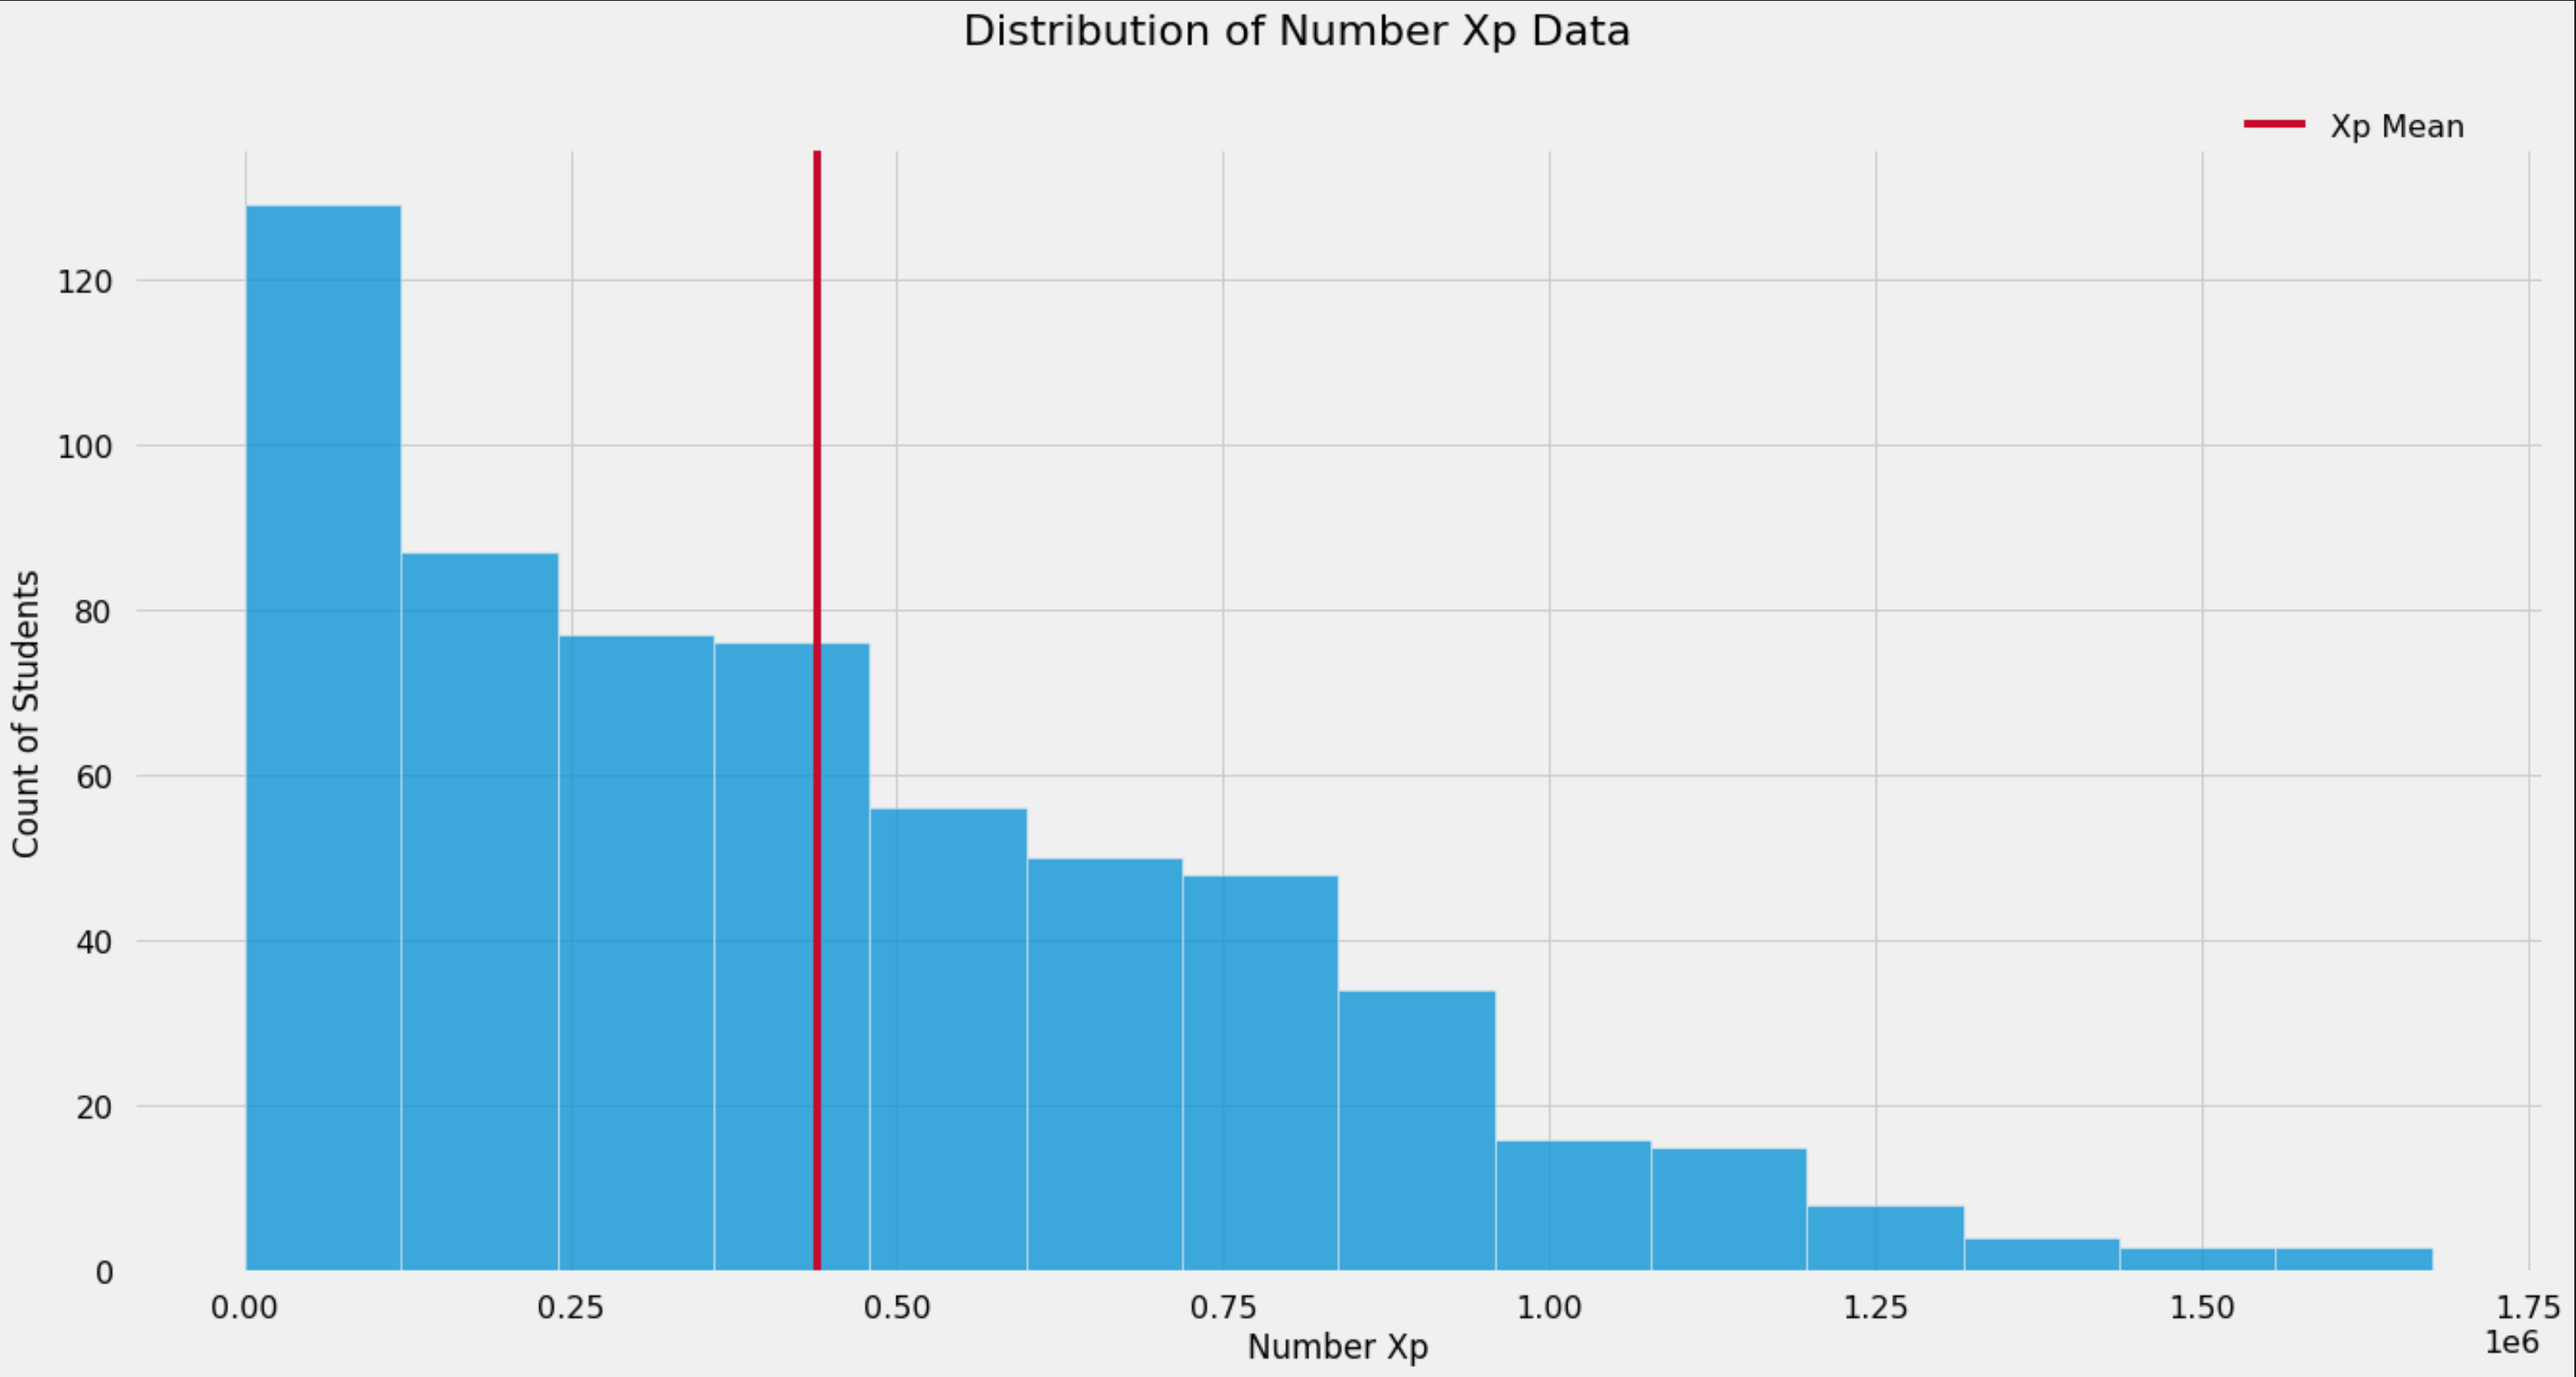 Distribution of Number Xp Data
Xp Mean
Count of Students
120
100
80
60
40
20
0
0.00 0.25 0.50 0.75 1.00 1.25 1.50 1.75
Number Xp
1e6